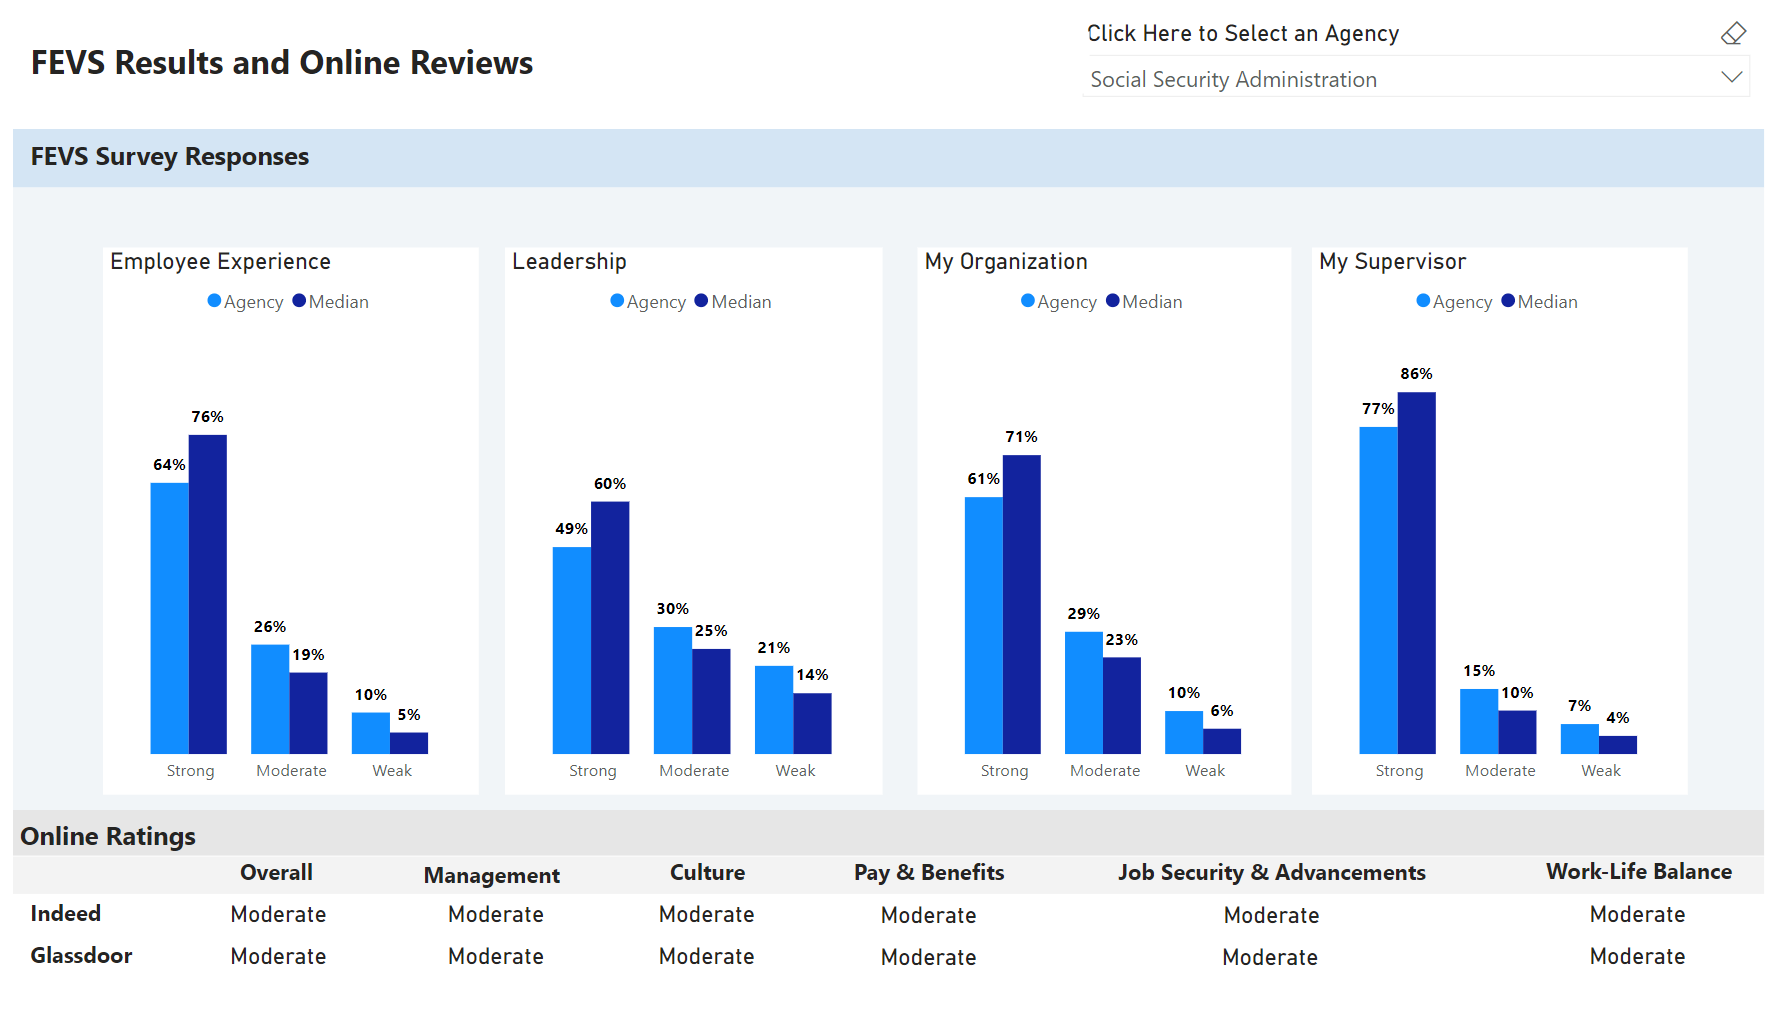 FEVS Results and Online Reviews
Click Here to Select an Agency
Social Security Administration
FEVS Survey Responses
Employee Experience
Agency Median
64% 76%
26% 19%
10% 5%
Strong Moderate Weak
Leadership
Agency Median
49% 60%
30% 25%
21% 14%
Strong Moderate Weak
My Organization
Agency Median
61% 71%
29% 23%
10% 6%
Strong Moderate Weak
My Supervisor
Agency Median
77% 86%
15% 10%
7% 4%
Strong Moderate Weak
Online Ratings
Overall Management Culture Pay & Benefits Job Security & Advancements Work-Life Balance
Indeed Moderate Moderate Moderate Moderate Moderate Moderate
Glassdoor Moderate Moderate Moderate Moderate Moderate Moderate